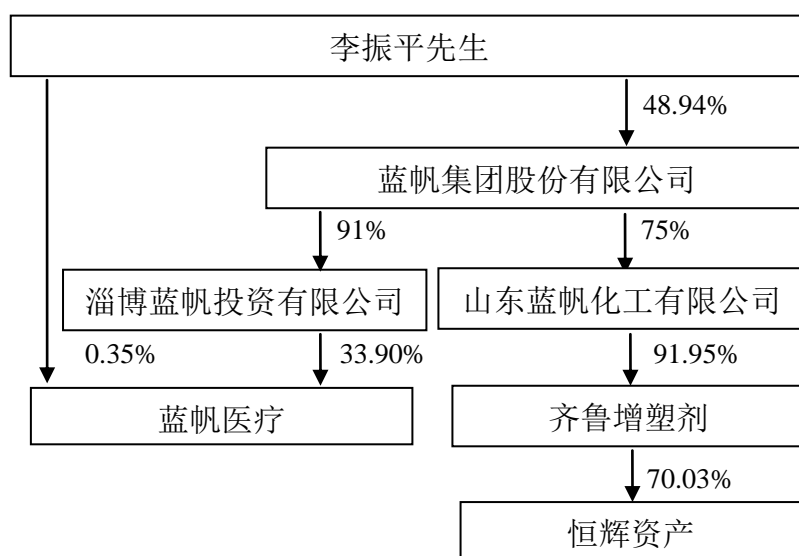 李振平先生
48.94%
蓝帆集团股份有限公司
91%
75%
淄博蓝帆投资有限公司
山东蓝帆化工有限公司
0.35%
33.90%
91.95%
蓝帆医疗
齐鲁增塑剂
70.03%
恒辉资产